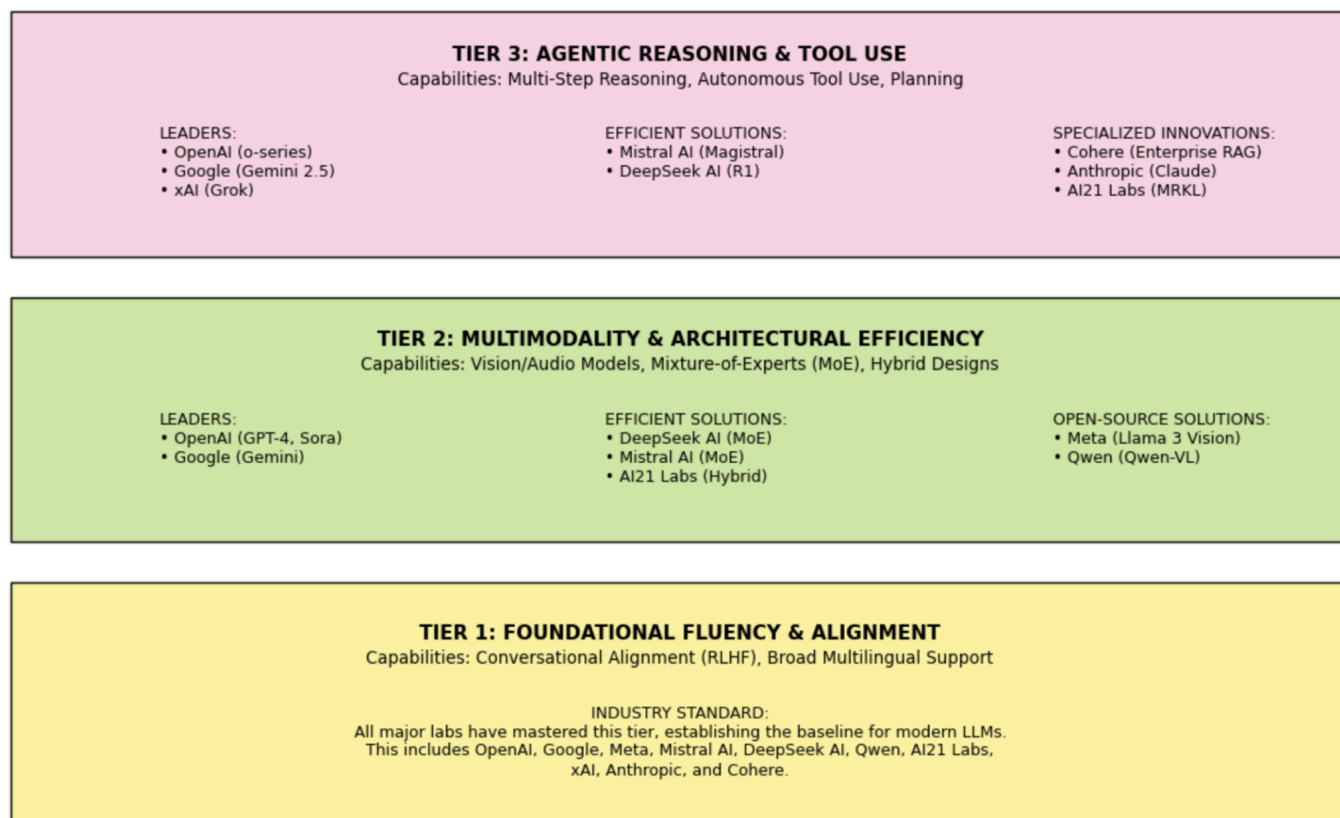 TIER 3: AGENTIC REASONING & TOOL USE
Capabilities: Multi-Step Reasoning, Autonomous Tool Use, Planning
LEADERS:
• OpenAI (o-series)
• Google (Gemini 2.5)
• xAI (Grok)
EFFICIENT SOLUTIONS:
• Mistral AI (Magistral)
• DeepSeek AI (R1)
SPECIALIZED INNOVATIONS:
• Cohere (Enterprise RAG)
• Anthropic (Claude)
• AI21 Labs (MRKL)
TIER 2: MULTIMODALITY & ARCHITECTURAL EFFICIENCY
Capabilities: Vision/Audio Models, Mixture-of-Experts (MoE), Hybrid Designs
LEADERS:
• OpenAI (GPT-4, Sora)
• Google (Gemini)
EFFICIENT SOLUTIONS:
• DeepSeek AI (MoE)
• Mistral AI (MoE)
• AI21 Labs (Hybrid)
OPEN-SOURCE SOLUTIONS:
• Meta (Llama 3 Vision)
• Qwen (Qwen-VL)
TIER 1: FOUNDATIONAL FLUENCY & ALIGNMENT
Capabilities: Conversational Alignment (RLHF), Broad Multilingual Support
INDUSTRY STANDARD:
All major labs have mastered this tier, establishing the baseline for modern LLMs.
This includes OpenAI, Google, Meta, Mistral AI, DeepSeek AI, Qwen, AI21 Labs,
xAI, Anthropic, and Cohere.